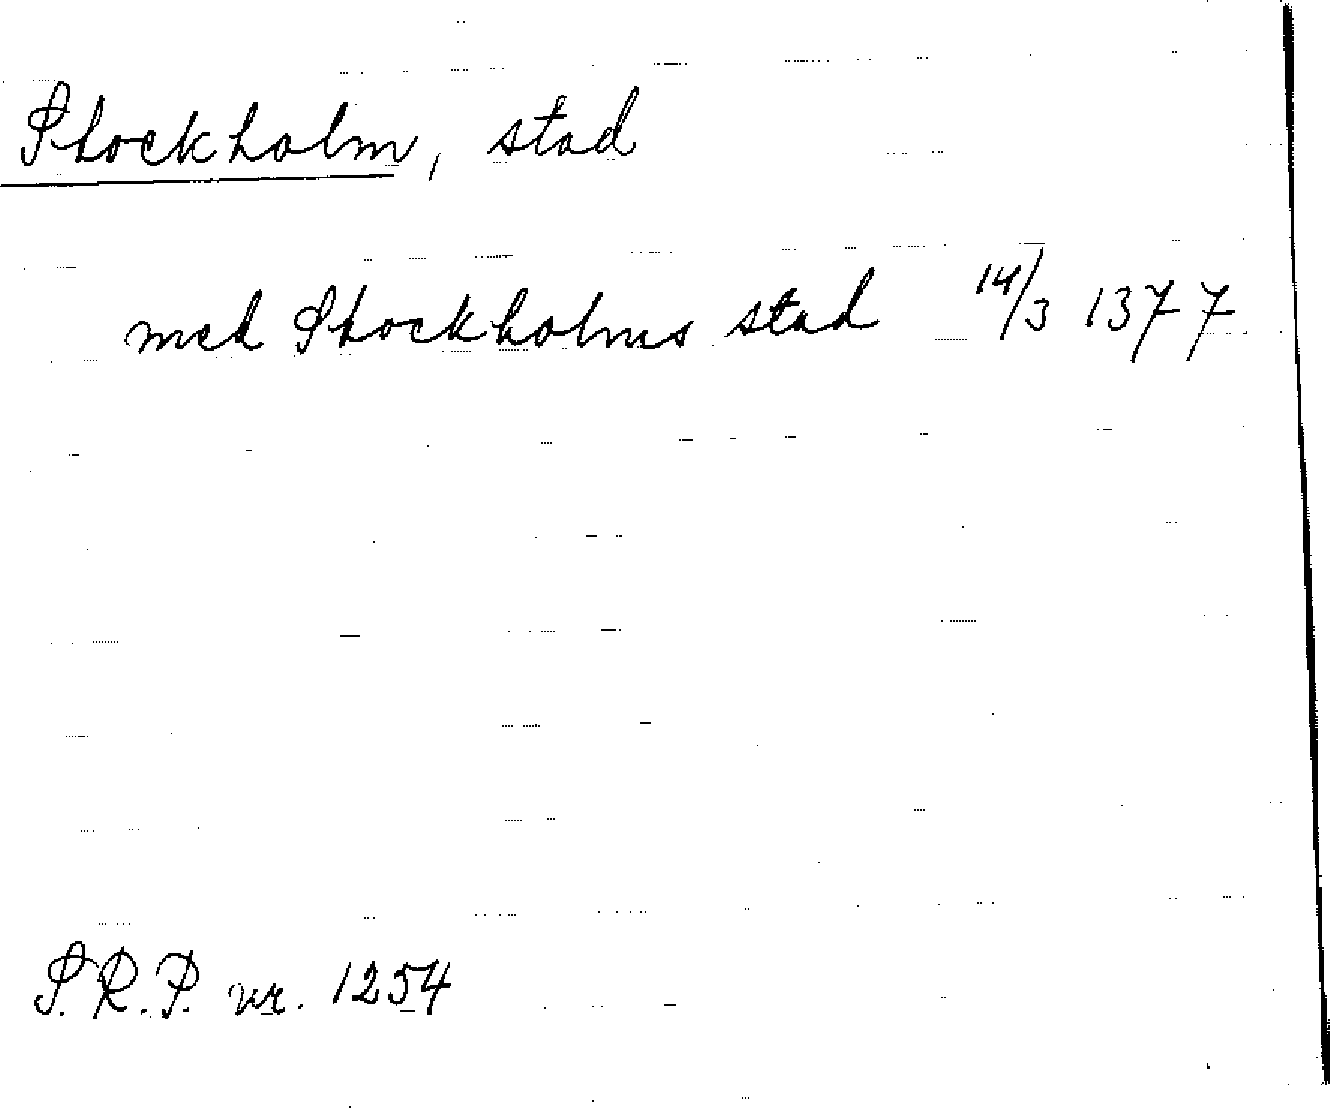 Stockholm, stad
med Stockholms stad 14/3 1377
S.R.P. nr. 1254